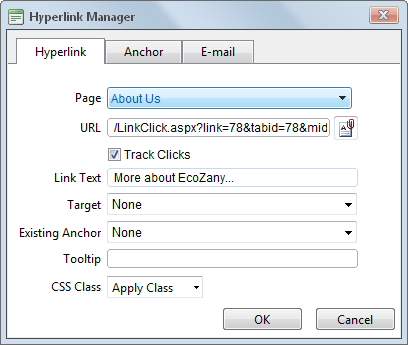 Hyperlink Manager
Hyperlink Anchor E-mail
Page About Us
URL /LinkClick.aspx?link=78&tabid=78&mid
Track Clicks
Link Text More about EcoZany...
Target None
Existing Anchor None
Tooltip
CSS Class Apply Class
OK Cancel